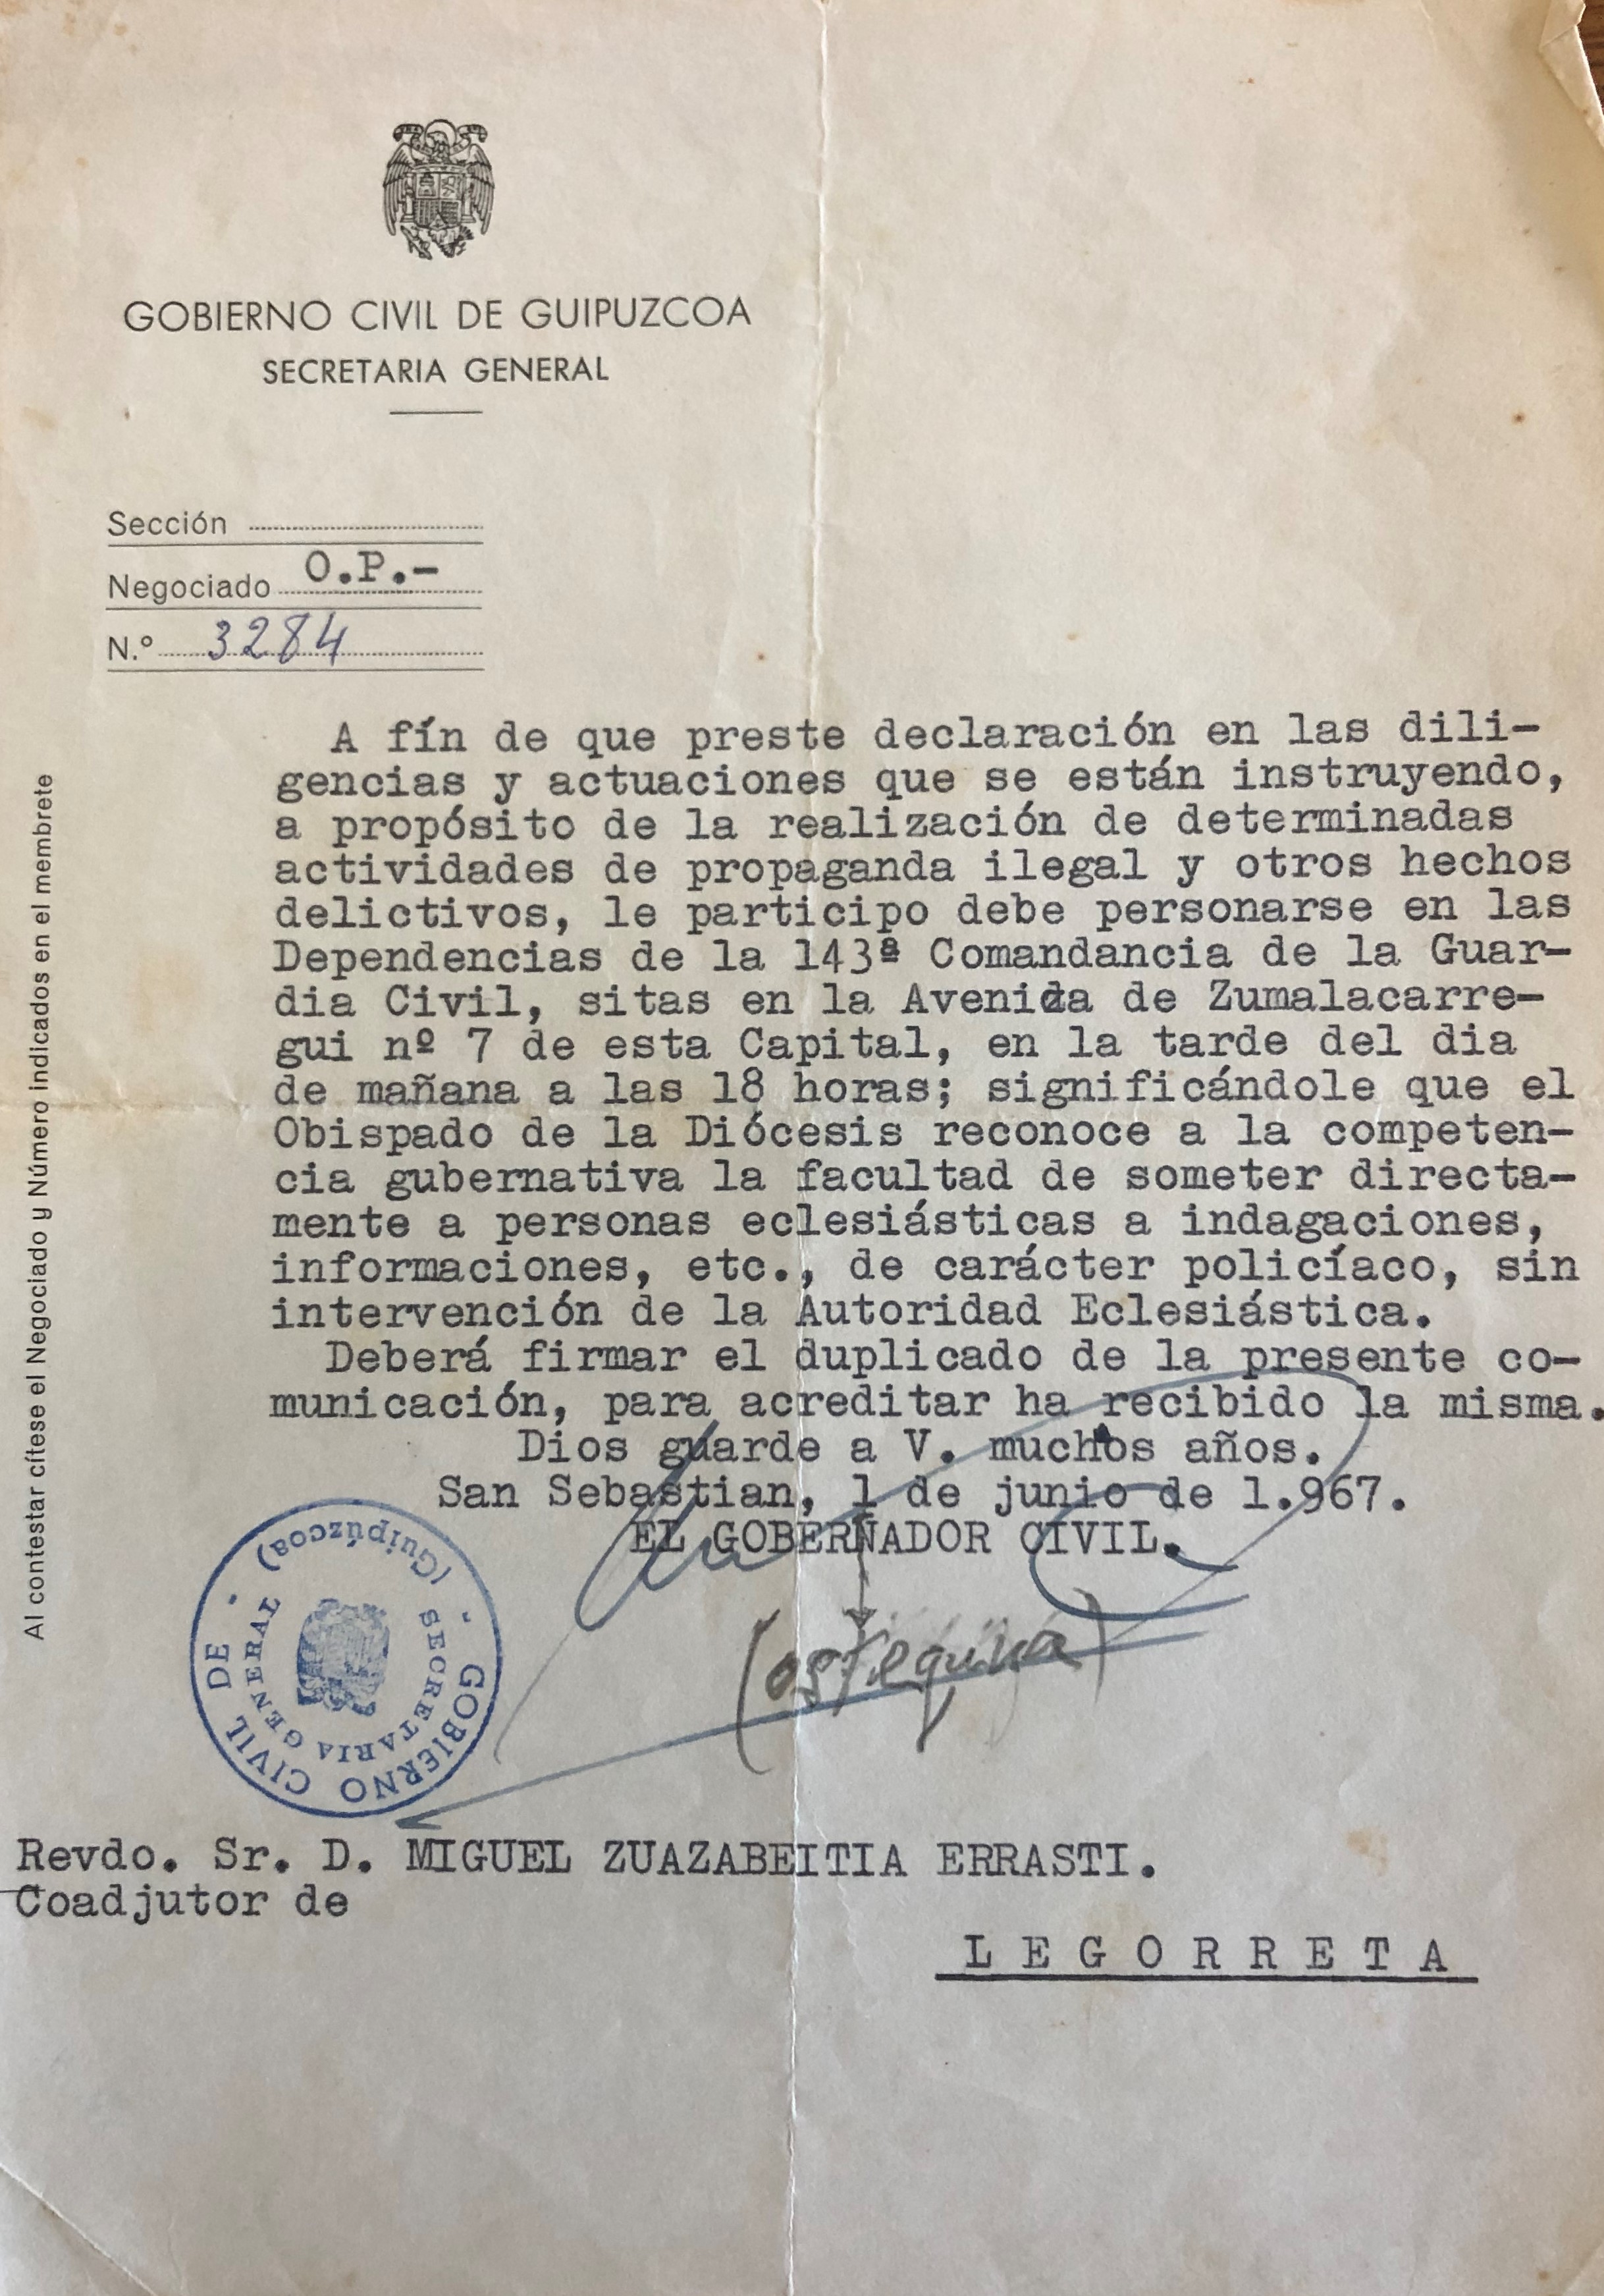 GOBIERNO CIVIL DE GUIPUZCOA
SECRETARIA GENERAL
Sección
Negociado O.P.-
N.º 3284
A fín de que preste declaración en las dili-
gencias y actuaciones que se están instruyendo,
a propósito de la realización de determinadas
actividades de propaganda ilegal y otros hechos
delictivos, le participo debe personarse en las
Dependencias de la 143ª Comandancia de la Guar-
dia Civil, sitas en la Avenida de Zumalacarre-
gui nº 7 de esta Capital, en la tarde del dia
de mañana a las 18 horas; significándole que el
Obispado de la Diócesis reconoce a la competen-
cia gubernativa la facultad de someter directa-
mente a personas eclesiásticas a indagaciones,
informaciones, etc., de carácter policíaco, sin
intervención de la Autoridad Eclesiástica.
Deberá firmar el duplicado de la presente co-
municación, para acreditar ha recibido la misma.
Dios guarde a V. muchos años.
San Sebastian, 1 de junio de 1.967.
EL GOBERNADOR CIVIL.
GOBIERNO CIVIL DE
SECRETARIA GENERAL
(Guipúzcoa)
Revdo. Sr. D. MIGUEL ZUAZABEITIA ERRASTI.
Coadjutor de
LEGORRETA
Al contestar cítese el Negociado y Número indicados en el membrete